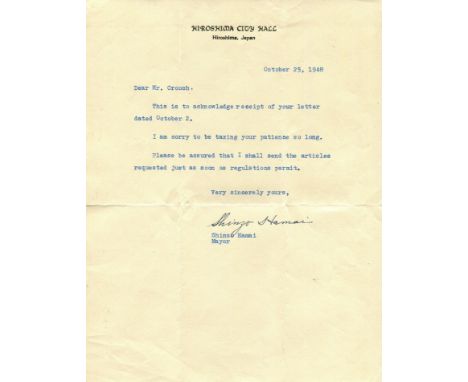 HIROSHIMA CITY HALL
Hiroshima, Japan
October 25, 1948
Dear Mr. Crouch:
This is to acknowledge receipt of your letter
dated October 2.
I am sorry to be taxing your patience so long.
Please be assured that I shall send the articles
requested just as soon as regulations permit.
Very sincerely yours,
Shinzo Hamai
Shinzo Hamai
Mayor